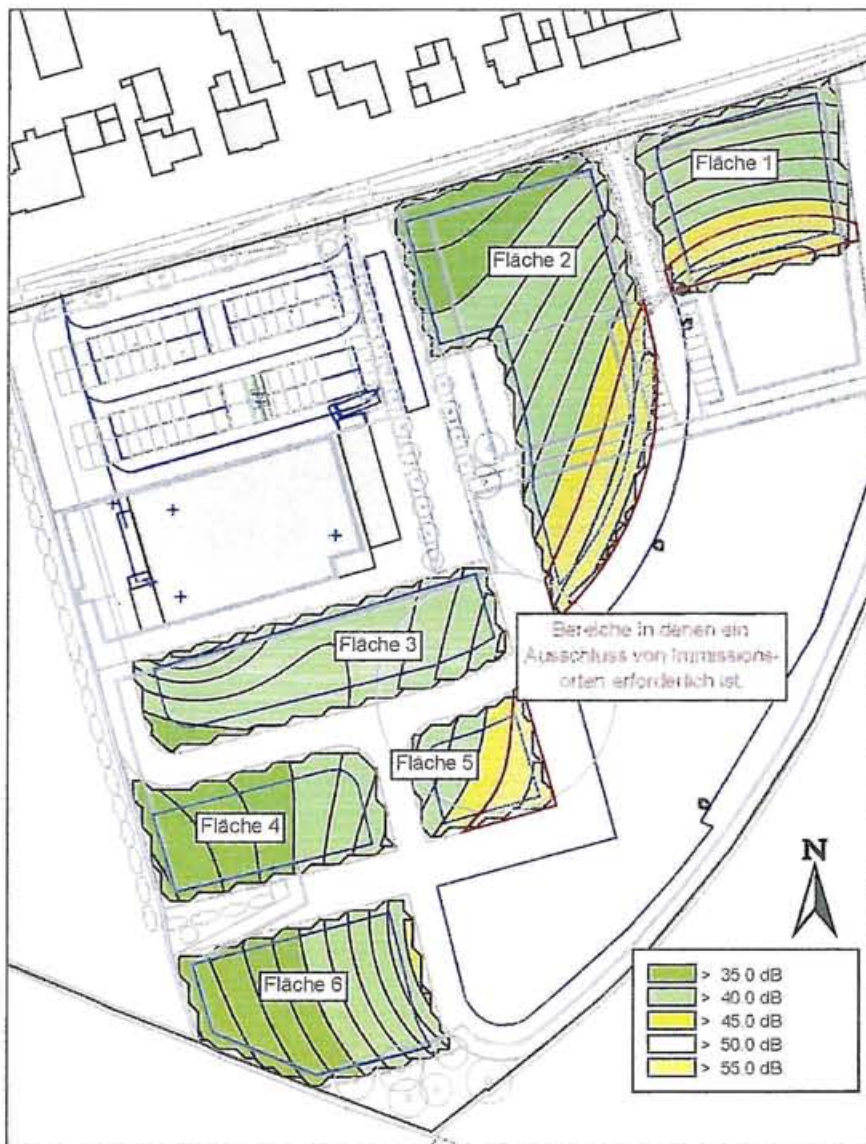 Fläche 1
Fläche 2
Fläche 3
Bereiche in denen ein
Ausschluss von Immissions-
orten erforderlich ist.
Fläche 5
Fläche 4
Fläche 6
N
> 35.0 dB
> 40.0 dB
> 45.0 dB
> 50.0 dB
> 55.0 dB